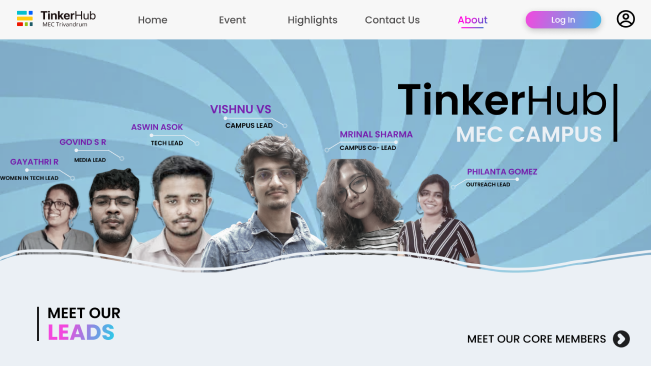 TinkerHub
MEC Trivandrum
Home
Event
Highlights
Contact Us
About
Log In
TinkerHub
MEC CAMPUS
VISHNU VS
CAMPUS LEAD
ASWIN ASOK
TECH LEAD
GOVIND S R
MEDIA LEAD
GAYATHRI R
WOMEN IN TECH LEAD
MRINAL SHARMA
CAMPUS Co- LEAD
PHILANTA GOMEZ
OUTREACH LEAD
MEET OUR
LEADS
MEET OUR CORE MEMBERS